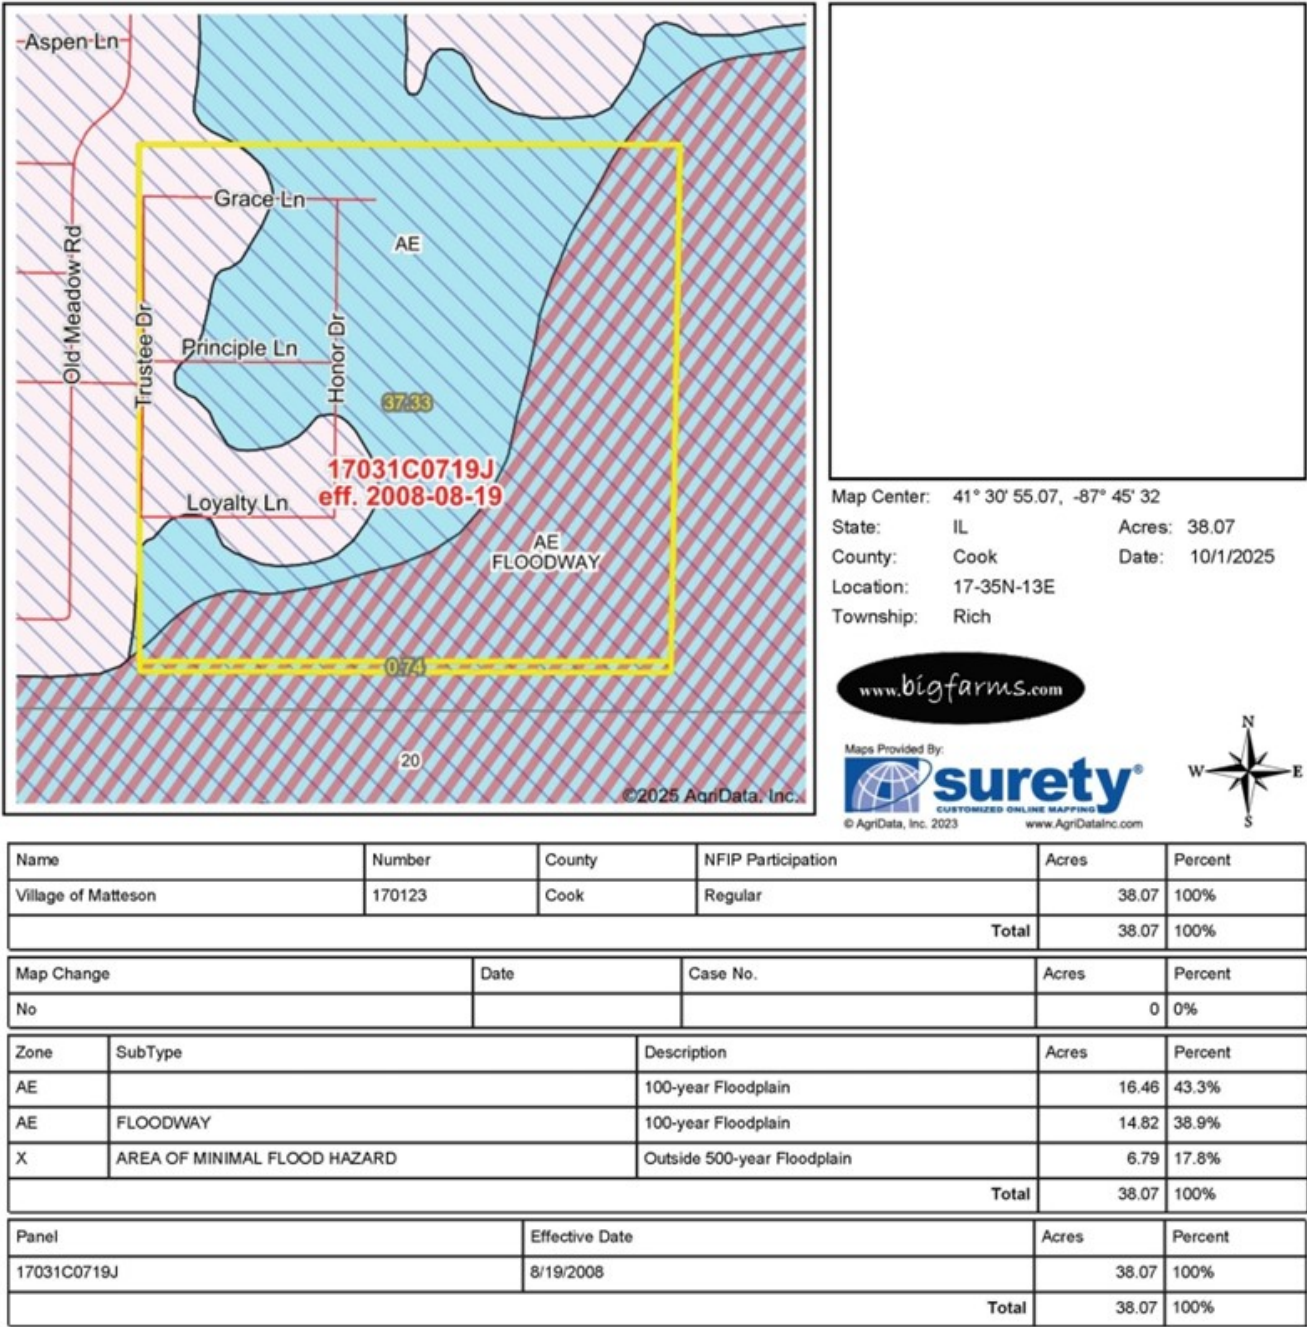 Aspen Ln
Grace Ln
AE
Old Meadow Rd
Trustee Dr
Principle Ln
Honor Dr
37.33
17031C0719J
eff. 2008-08-19
Loyalty Ln
AE
FLOODWAY
0.74
20
©2025 AgriData, Inc.
Map Center: 41° 30' 55.07, -87° 45' 32
State: IL Acres: 38.07
County: Cook Date: 10/1/2025
Location: 17-35N-13E
Township: Rich
www.bigfarms.com
Maps Provided By:
surety®
CUSTOMIZED ONLINE MAPPING
© AgriData, Inc. 2023 www.AgriDataInc.com
N
W E
S
Name Number County NFIP Participation Acres Percent
Village of Matteson 170123 Cook Regular 38.07 100%
Total 38.07 100%
Map Change Date Case No. Acres Percent
No 0 0%
Zone SubType Description Acres Percent
AE 100-year Floodplain 16.46 43.3%
AE FLOODWAY 100-year Floodplain 14.82 38.9%
X AREA OF MINIMAL FLOOD HAZARD Outside 500-year Floodplain 6.79 17.8%
Total 38.07 100%
Panel Effective Date Acres Percent
17031C0719J 8/19/2008 38.07 100%
Total 38.07 100%